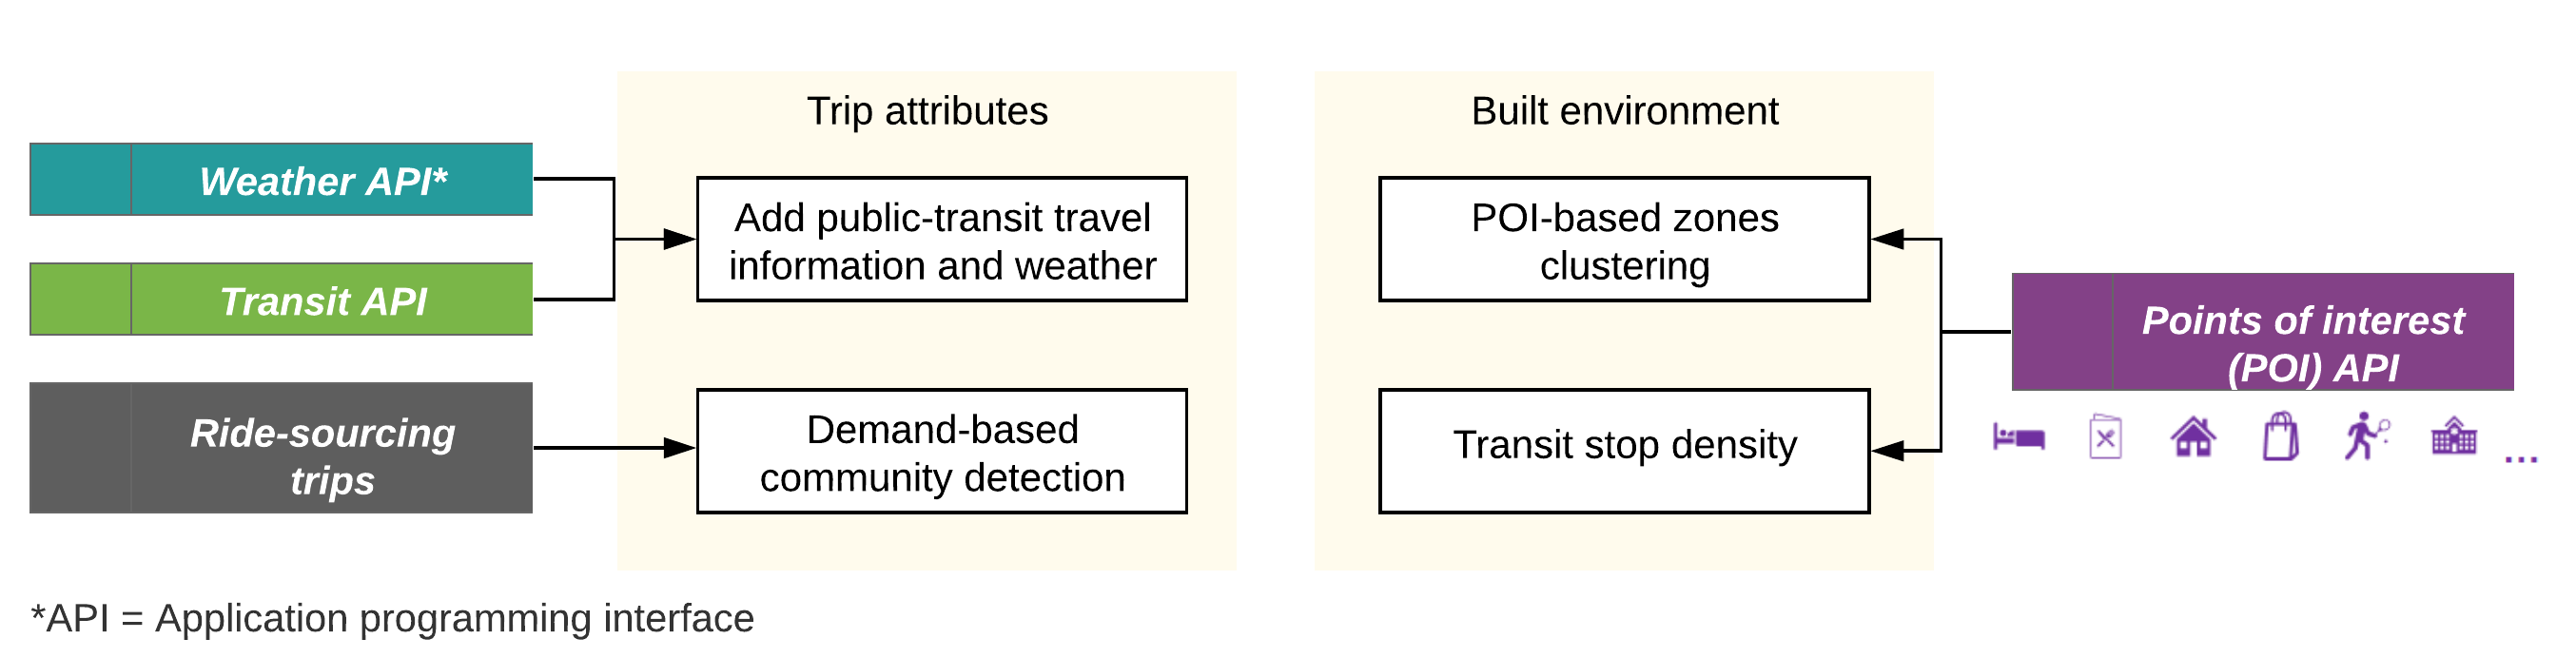 Trip attributes
Built environment
Weather API*
Transit API
Ride-sourcing
trips
Add public-transit travel
information and weather
Demand-based
community detection
POI-based zones
clustering
Transit stop density
Points of interest
(POI) API
...
*API = Application programming interface